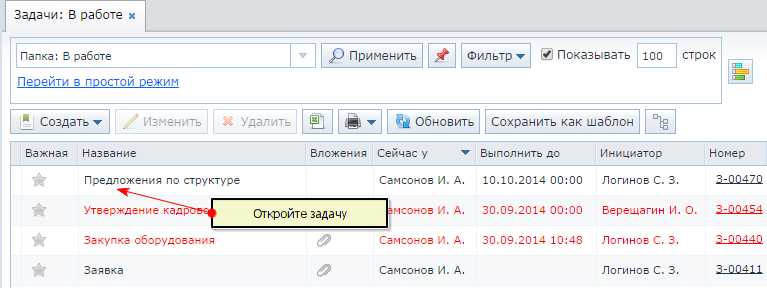 Задачи: В работе
Папка: В работе Применить Фильтр Показывать 100 строк
Перейти в простой режим
Создать Изменить Удалить Обновить Сохранить как шаблон
Важная Название Вложения Сейчас у Выполнить до Инициатор Номер
Предложения по структуре Самсонов И. А. 10.10.2014 00:00 Логинов С. З. З-00470
Утверждение кадрово Самсонов И. А. 30.09.2014 00:00 Верещагин И. О. З-00454
Откройте задачу
Закупка оборудования Самсонов И. А. 30.09.2014 10:48 Логинов С. З. З-00440
Заявка Самсонов И. А. Логинов С. З. З-00411